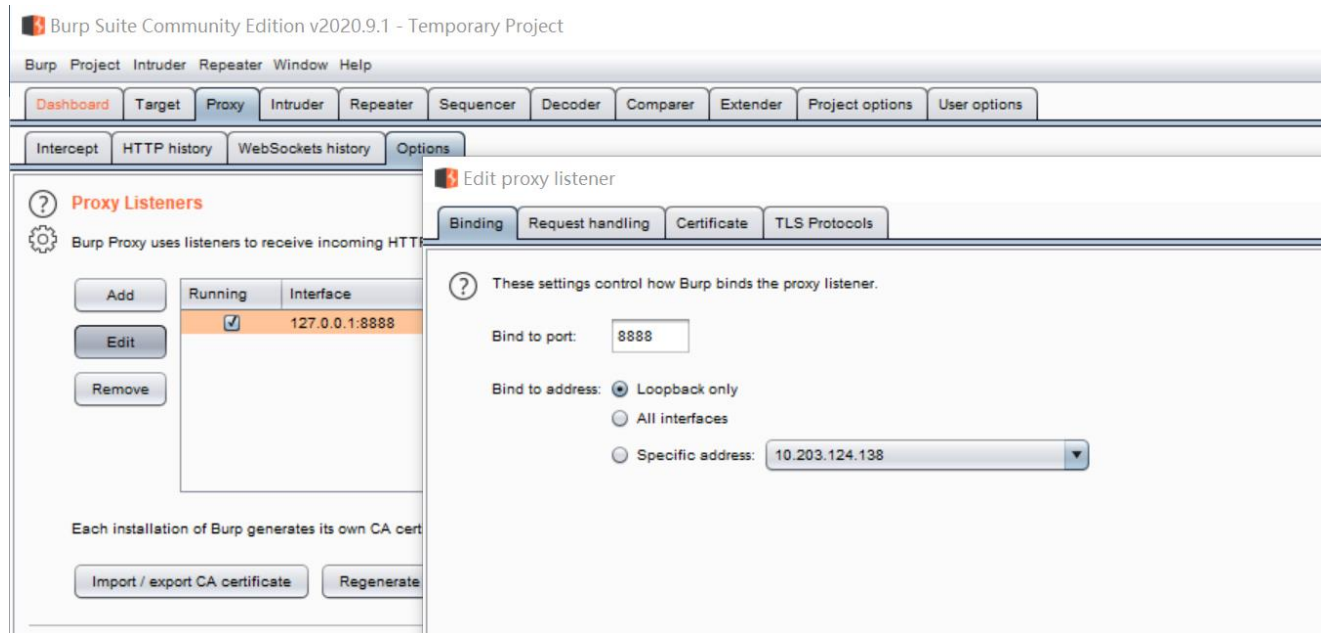 Burp Suite Community Edition v2020.9.1 - Temporary Project
Burp Project Intruder Repeater Window Help
Dashboard Target Proxy Intruder Repeater Sequencer Decoder Comparer Extender Project options User options
Intercept HTTP history WebSockets history Options
Proxy Listeners
Burp Proxy uses listeners to receive incoming HTT
Add
Edit
Remove
Running Interface
127.0.0.1:8888
Each installation of Burp generates its own CA cert
Import / export CA certificate Regenerate
Edit proxy listener
Binding Request handling Certificate TLS Protocols
These settings control how Burp binds the proxy listener.
Bind to port: 8888
Bind to address: Loopback only
All interfaces
Specific address: 10.203.124.138